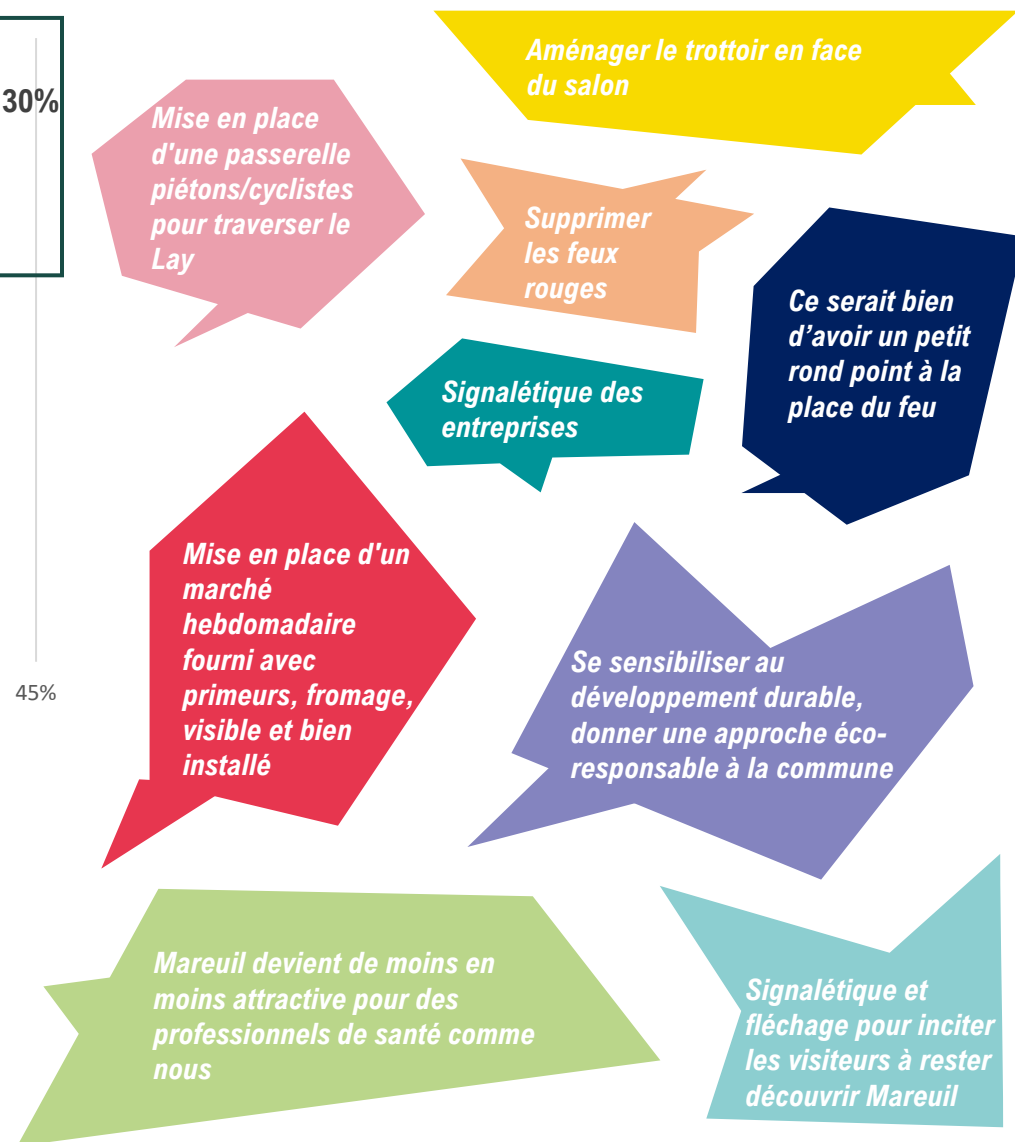 30%
45%
Aménager le trottoir en face
du salon
Mise en place
d'une passerelle
piétons/cyclistes
pour traverser le
Lay
Supprimer
les feux
rouges
Ce serait bien
d’avoir un petit
rond point à la
place du feu
Signalétique des
entreprises
Mise en place d'un
marché
hebdomadaire
fourni avec
primeurs, fromage,
visible et bien
installé
Se sensibiliser au
développement durable,
donner une approche éco-
responsable à la commune
Mareuil devient de moins en
moins attractive pour des
professionnels de santé comme
nous
Signalétique et
fléchage pour inciter
les visiteurs à rester
découvrir Mareuil